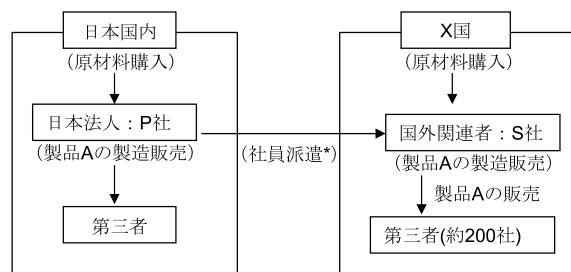 日本国内
(原材料購入)
日本法人：P社
(製品Aの製造販売)
第三者
(社員派遣*)
X国
(原材料購入)
国外関連者：S社
(製品Aの製造販売)
製品Aの販売
第三者(約200社)